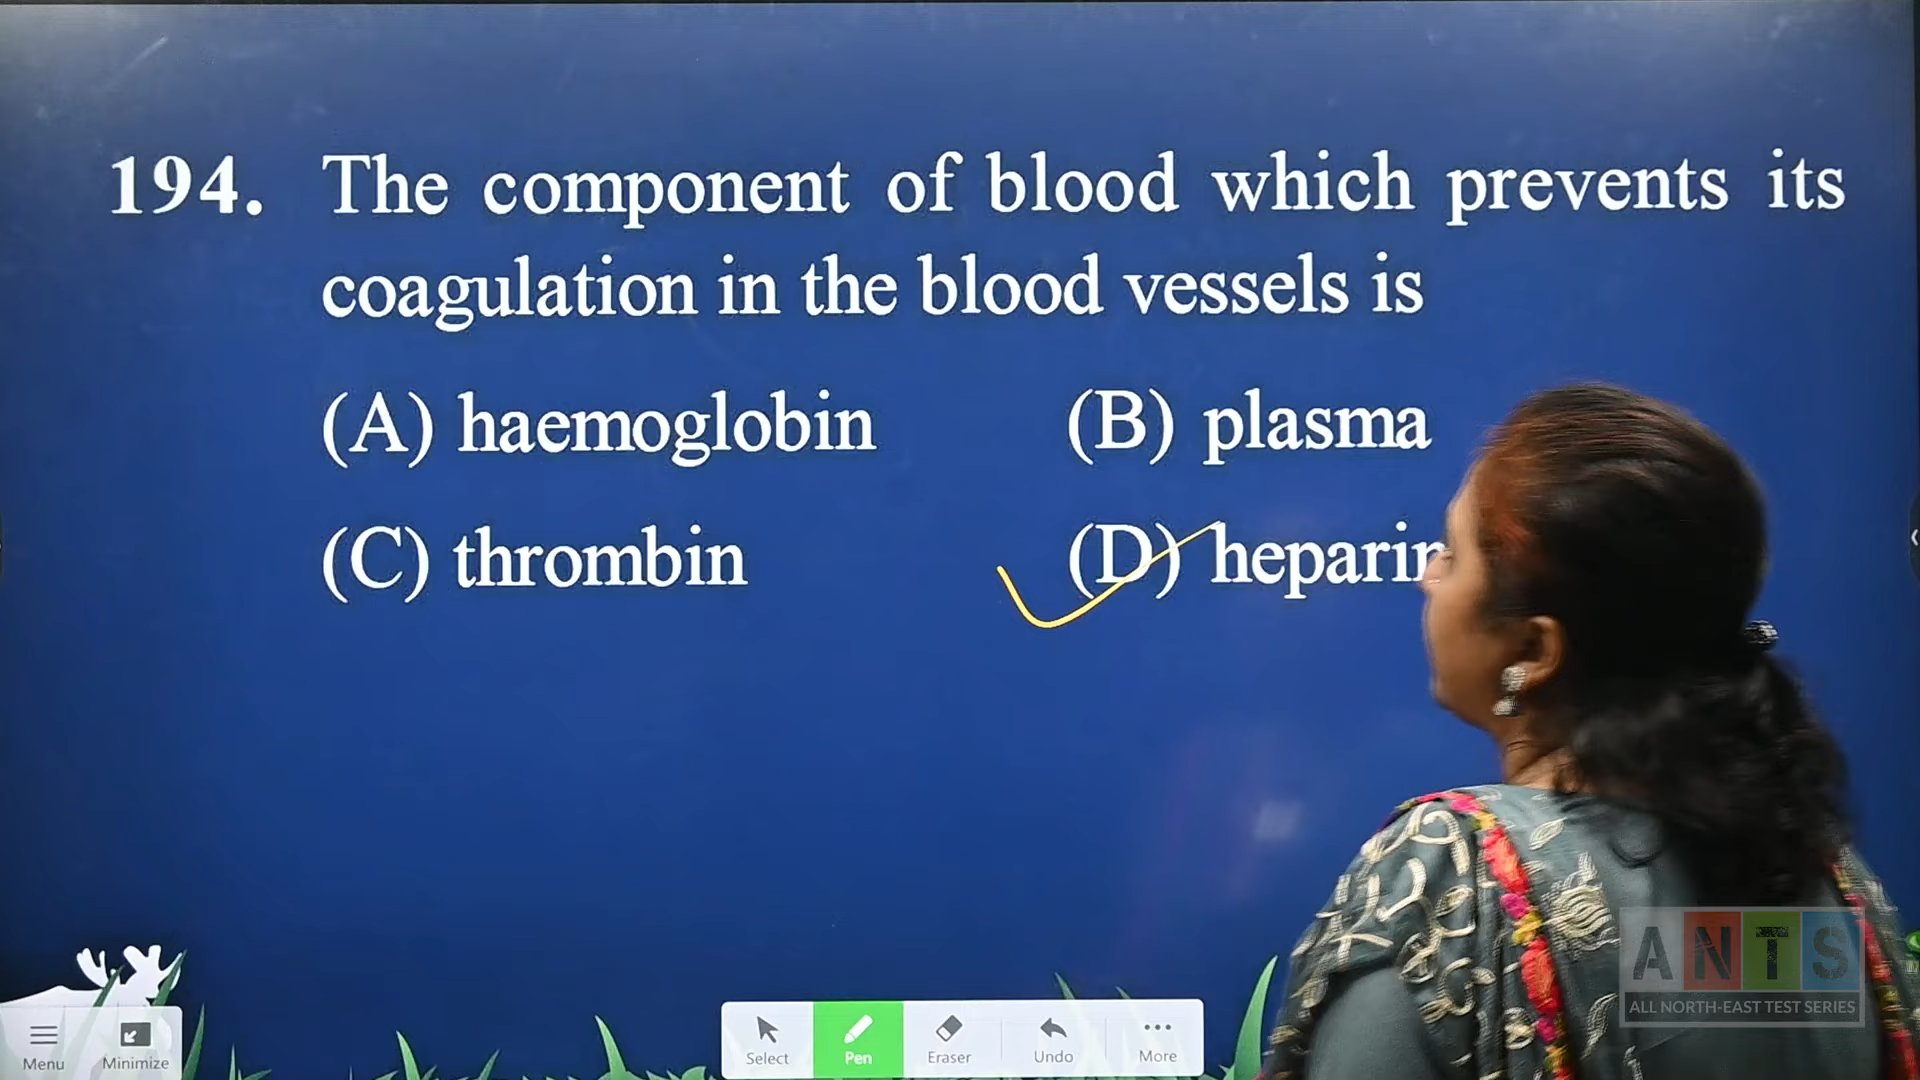 194. The component of blood which prevents its
coagulation in the blood vessels is
(A) haemoglobin (B) plasma
(C) thrombin (D) heparin
Menu Minimize Select Pen Eraser Undo More
ANTS
ALL NORTH-EAST TEST SERIES